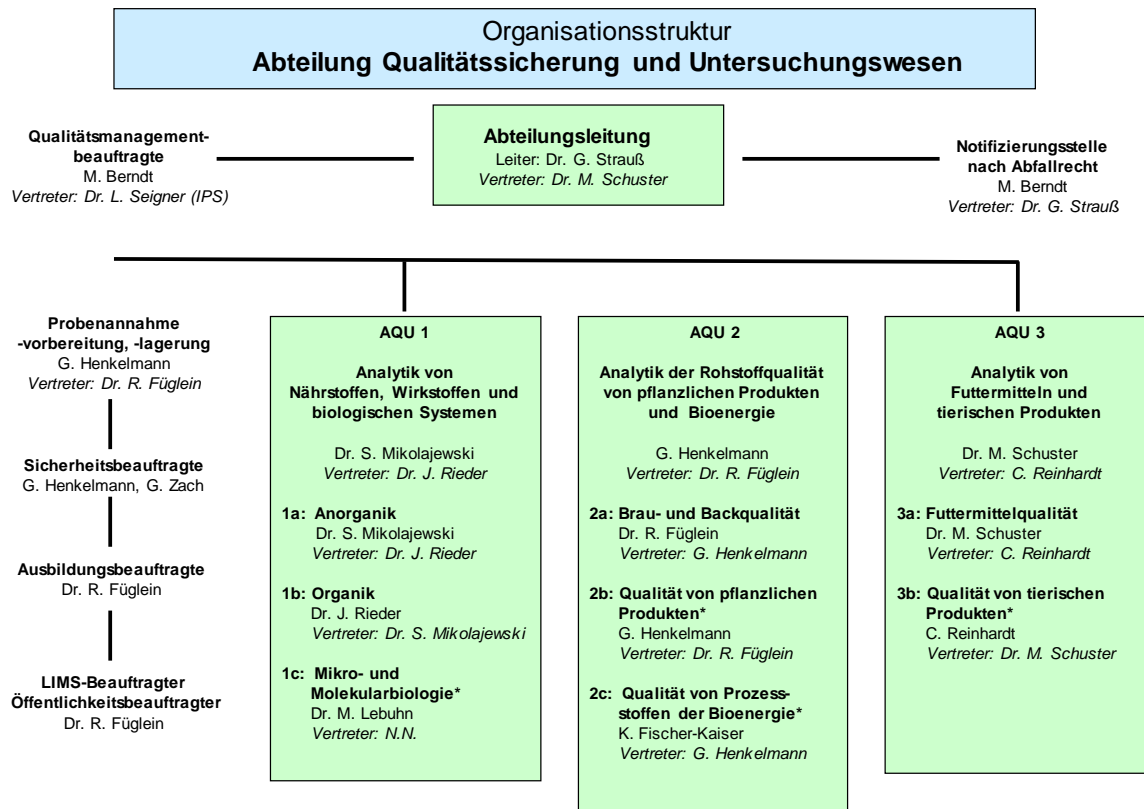 Organisationsstruktur
Abteilung Qualitätssicherung und Untersuchungswesen
Qualitätsmanagement-
beauftragte
M. Berndt
Vertreter: Dr. L. Seigner (IPS)
Abteilungsleitung
Leiter: Dr. G. Strauß
Vertreter: Dr. M. Schuster
Notifizierungsstelle
nach Abfallrecht
M. Berndt
Vertreter: Dr. G. Strauß
Probenannahme
-vorbereitung, -lagerung
G. Henkelmann
Vertreter: Dr. R. Füglein
Sicherheitsbeauftragte
G. Henkelmann, G. Zach
Ausbildungsbeauftragte
Dr. R. Füglein
LIMS-Beauftragter
Öffentlichkeitsbeauftragter
Dr. R. Füglein
AQU 1
Analytik von
Nährstoffen, Wirkstoffen und
biologischen Systemen
Dr. S. Mikolajewski
Vertreter: Dr. J. Rieder
1a: Anorganik
Dr. S. Mikolajewski
Vertreter: Dr. J. Rieder
1b: Organik
Dr. J. Rieder
Vertreter: Dr. S. Mikolajewski
1c: Mikro- und
Molekularbiologie*
Dr. M. Lebuhn
Vertreter: N.N.
AQU 2
Analytik der Rohstoffqualität
von pflanzlichen Produkten
und Bioenergie
G. Henkelmann
Vertreter: Dr. R. Füglein
2a: Brau- und Backqualität
Dr. R. Füglein
Vertreter: G. Henkelmann
2b: Qualität von pflanzlichen
Produkten*
G. Henkelmann
Vertreter: Dr. R. Füglein
2c: Qualität von Prozess-
stoffen der Bioenergie*
K. Fischer-Kaiser
Vertreter: G. Henkelmann
AQU 3
Analytik von
Futtermitteln und
tierischen Produkten
Dr. M. Schuster
Vertreter: C. Reinhardt
3a: Futtermittelqualität
Dr. M. Schuster
Vertreter: C. Reinhardt
3b: Qualität von tierischen
Produkten*
C. Reinhardt
Vertreter: Dr. M. Schuster